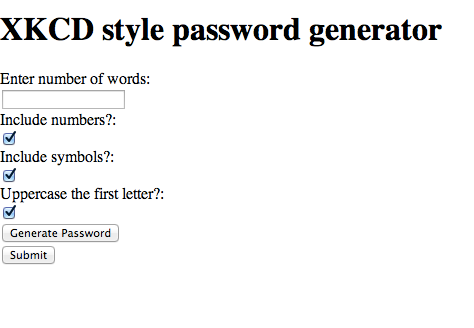 XKCD style password generator
Enter number of words:
Include numbers?:
Include symbols?:
Uppercase the first letter?:
Generate Password
Submit